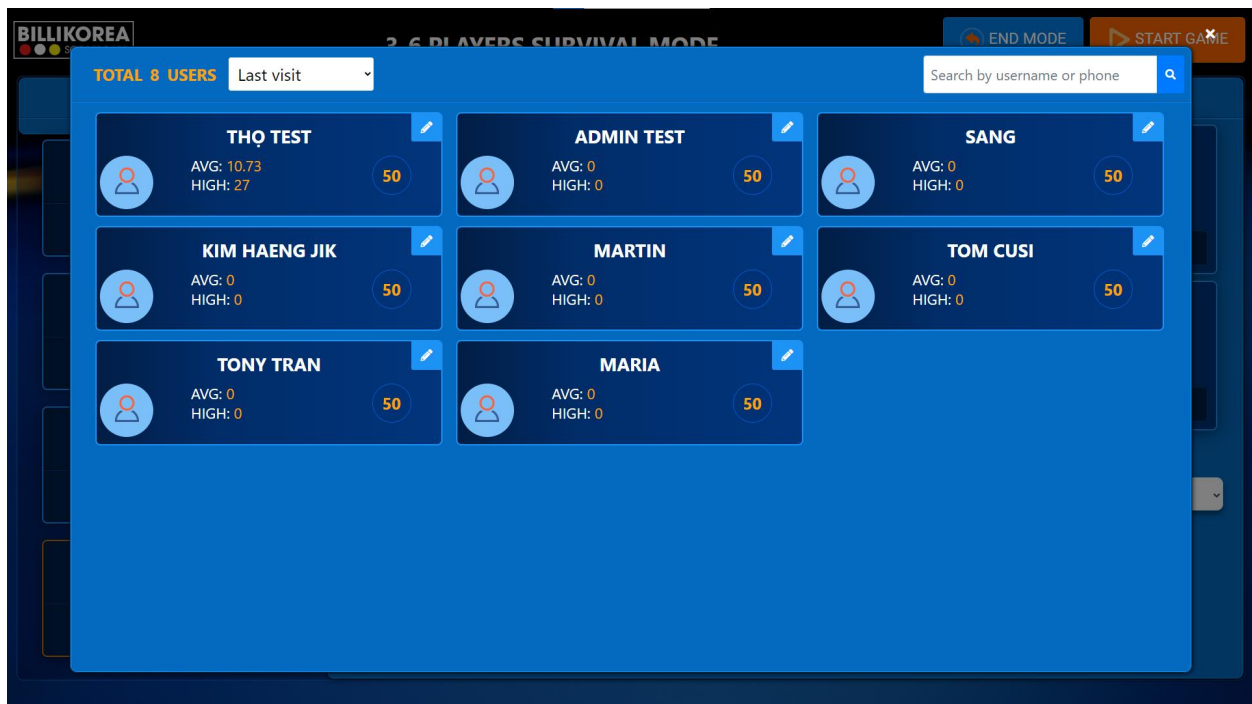 BILLIKOREA
3-6 PLAYERS SURVIVAL MODE
END MODE
START GAME
TOTAL 8 USERS
Last visit
Search by username or phone
THỌ TEST
AVG: 10.73
HIGH: 27
50
ADMIN TEST
AVG: 0
HIGH: 0
50
SANG
AVG: 0
HIGH: 0
50
KIM HAENG JIK
AVG: 0
HIGH: 0
50
MARTIN
AVG: 0
HIGH: 0
50
TOM CUSI
AVG: 0
HIGH: 0
50
TONY TRAN
AVG: 0
HIGH: 0
50
MARIA
AVG: 0
HIGH: 0
50